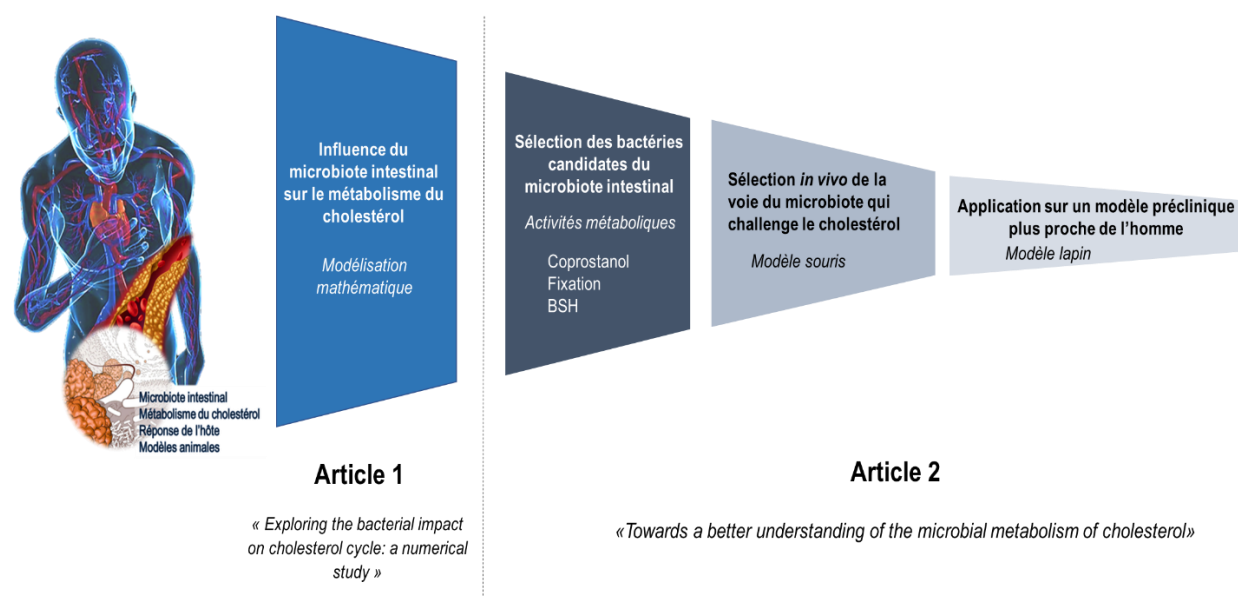 Microbiote intestinal
Métabolisme du cholestérol
Réponse de l'hôte
Modèles animales
Influence du
microbiote intestinal
sur le métabolisme du
cholestérol
Modélisation
mathématique
Article 1
« Exploring the bacterial impact
on cholesterol cycle: a numerical
study »
Sélection des bactéries
candidates du
microbiote intestinal
Activités métaboliques
Coprostanol
Fixation
BSH
Sélection in vivo de la
voie du microbiote qui
challenge le cholestérol
Modèle souris
Application sur un modèle préclinique
plus proche de l'homme
Modèle lapin
Article 2
«Towards a better understanding of the microbial metabolism of cholesterol»